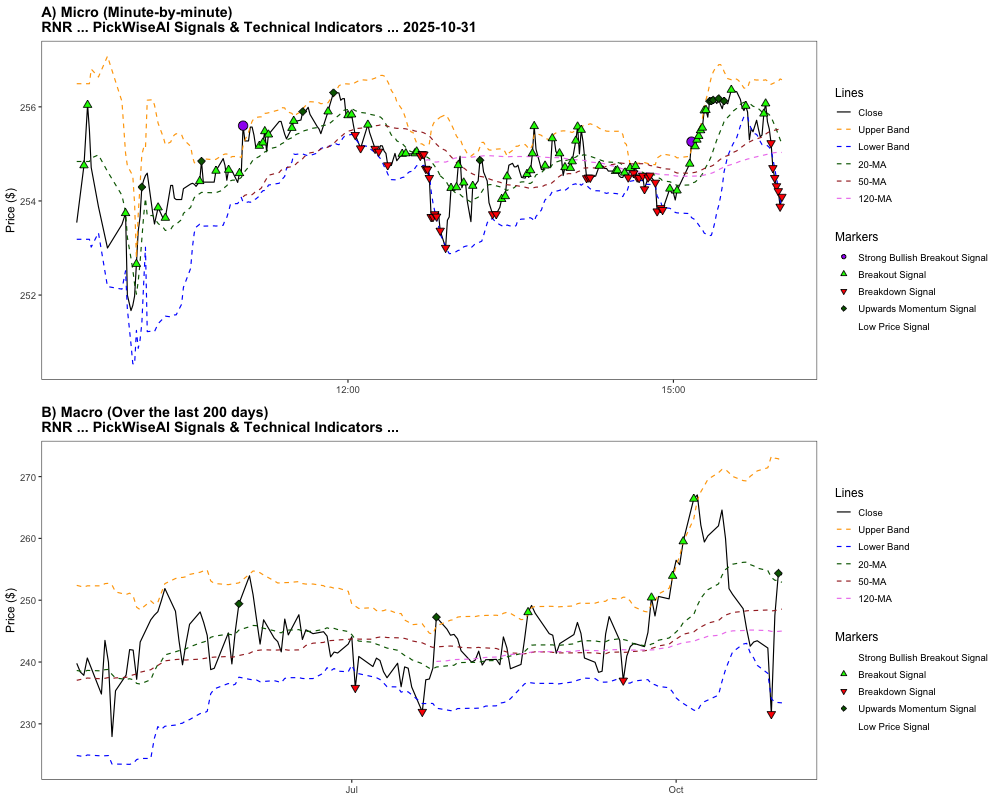 A) Micro (Minute-by-minute)
RNR ... PickWiseAI Signals & Technical Indicators ... 2025-10-31
Price ($)
256
254
252
12:00
15:00
Lines
Close
Upper Band
Lower Band
20-MA
50-MA
120-MA
Markers
Strong Bullish Breakout Signal
Breakout Signal
Breakdown Signal
Upwards Momentum Signal
Low Price Signal
B) Macro (Over the last 200 days)
RNR ... PickWiseAI Signals & Technical Indicators ...
Price ($)
270
260
250
240
230
Jul
Oct
Lines
Close
Upper Band
Lower Band
20-MA
50-MA
120-MA
Markers
Strong Bullish Breakout Signal
Breakout Signal
Breakdown Signal
Upwards Momentum Signal
Low Price Signal